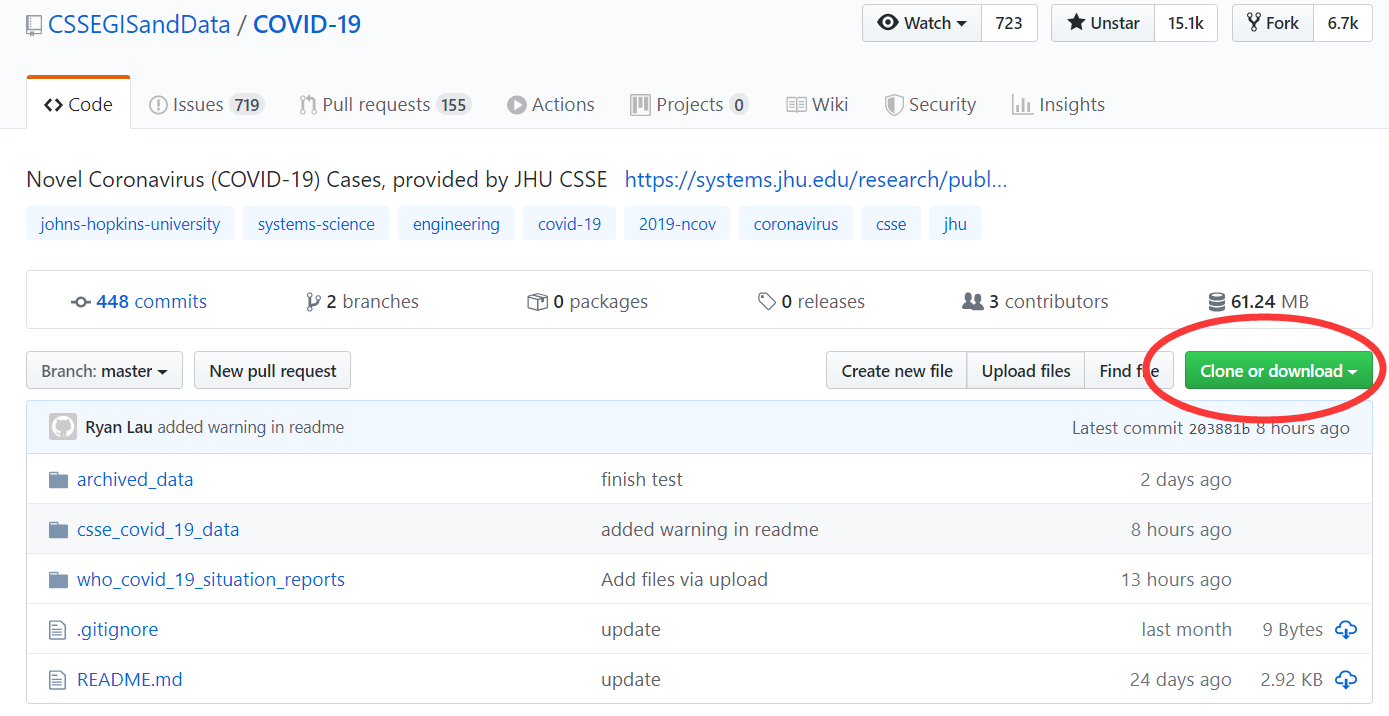 CSSEGISandData / COVID-19
Watch 723 Unstar 15.1k Fork 6.7k
Code Issues 719 Pull requests 155 Actions Projects 0 Wiki Security Insights
Novel Coronavirus (COVID-19) Cases, provided by JHU CSSE https://systems.jhu.edu/research/publ...
johns-hopkins-university systems-science engineering covid-19 2019-ncov coronavirus csse jhu
448 commits 2 branches 0 packages 0 releases 3 contributors 61.24 MB
Branch: master New pull request Create new file Upload files Find file Clone or download
Ryan Lau added warning in readme Latest commit 203881b 8 hours ago
archived_data finish test 2 days ago
csse_covid_19_data added warning in readme 8 hours ago
who_covid_19_situation_reports Add files via upload 13 hours ago
.gitignore update last month 9 Bytes
README.md update 24 days ago 2.92 KB